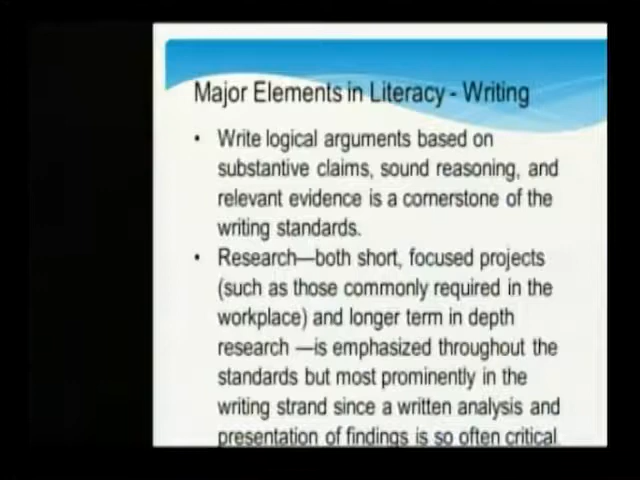 Major Elements in Literacy - Writing
• Write logical arguments based on
substantive claims, sound reasoning, and
relevant evidence is a cornerstone of the
writing standards.
• Research—both short, focused projects
(such as those commonly required in the
workplace) and longer term in depth
research —is emphasized throughout the
standards but most prominently in the
writing strand since a written analysis and
presentation of findings is so often critical